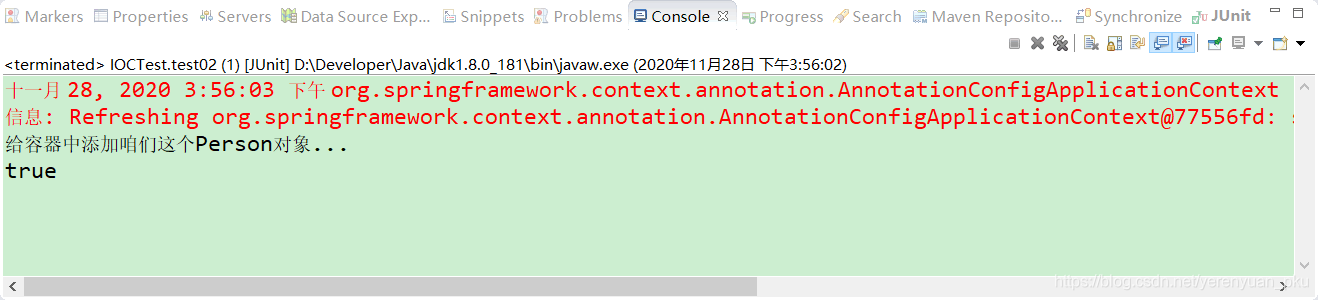 Markers Properties Servers Data Source Exp... Snippets Problems Console Progress Search Maven Reposito... Synchronize JUnit
<terminated> IOCTest.test02 (1) [JUnit] D:\Developer\Java\jdk1.8.0_181\bin\javaw.exe (2020年11月28日 下午3:56:02)
十一月 28, 2020 3:56:03 下午 org.springframework.context.annotation.AnnotationConfigApplicationContext
信息: Refreshing org.springframework.context.annotation.AnnotationConfigApplicationContext@77556fd:
给容器中添加咱们这个Person对象...
true
https://blog.csdn.net/yerenyuan_pku